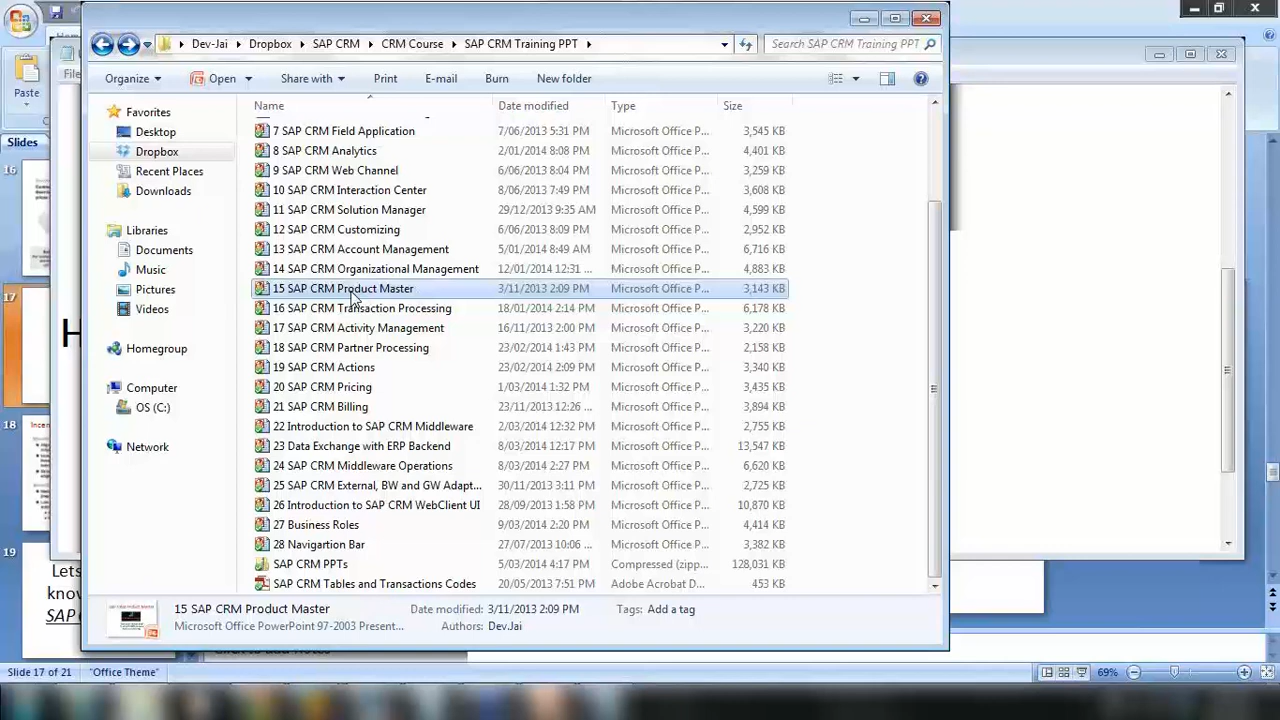 Dev-Jai
Dropbox
SAP CRM
CRM Course
SAP CRM Training PPT
Search SAP CRM Training PPT
Organize
Open
Share with
Print
E-mail
Burn
New folder
Paste
File
Slides
Favorites
Desktop
Dropbox
Recent Places
Downloads
Libraries
Documents
Music
Pictures
Videos
Homegroup
Computer
OS (C:)
Network
Name Date modified Type Size
7 SAP CRM Field Application 7/06/2013 5:31 PM Microsoft Office P... 3,545 KB
8 SAP CRM Analytics 2/01/2014 8:08 PM Microsoft Office P... 4,401 KB
9 SAP CRM Web Channel 6/06/2013 8:04 PM Microsoft Office P... 3,259 KB
10 SAP CRM Interaction Center 8/06/2013 7:49 PM Microsoft Office P... 3,608 KB
11 SAP CRM Solution Manager 29/12/2013 9:35 AM Microsoft Office P... 4,599 KB
12 SAP CRM Customizing 6/06/2013 8:09 PM Microsoft Office P... 2,952 KB
13 SAP CRM Account Management 5/01/2014 8:49 AM Microsoft Office P... 6,716 KB
14 SAP CRM Organizational Management 12/01/2014 12:31 ... Microsoft Office P... 4,883 KB
15 SAP CRM Product Master 3/11/2013 2:09 PM Microsoft Office P... 3,143 KB
16 SAP CRM Transaction Processing 18/01/2014 2:14 PM Microsoft Office P... 6,178 KB
17 SAP CRM Activity Management 16/11/2013 2:00 PM Microsoft Office P... 3,220 KB
18 SAP CRM Partner Processing 23/02/2014 1:43 PM Microsoft Office P... 2,158 KB
19 SAP CRM Actions 23/02/2014 2:09 PM Microsoft Office P... 3,340 KB
20 SAP CRM Pricing 1/03/2014 1:32 PM Microsoft Office P... 3,435 KB
21 SAP CRM Billing 23/11/2013 12:26 ... Microsoft Office P... 3,894 KB
22 Introduction to SAP CRM Middleware 2/03/2014 12:32 PM Microsoft Office P... 2,755 KB
23 Data Exchange with ERP Backend 8/03/2014 12:17 PM Microsoft Office P... 13,547 KB
24 SAP CRM Middleware Operations 8/03/2014 2:27 PM Microsoft Office P... 6,620 KB
25 SAP CRM External, BW and GW Adapt... 30/11/2013 3:11 PM Microsoft Office P... 2,725 KB
26 Introduction to SAP CRM WebClient UI 28/09/2013 1:58 PM Microsoft Office P... 10,870 KB
27 Business Roles 9/03/2014 2:20 PM Microsoft Office P... 4,414 KB
28 Navigartion Bar 27/07/2013 10:06 ... Microsoft Office P... 3,382 KB
SAP CRM PPTs 5/03/2014 4:17 PM Compressed (zipp... 128,031 KB
SAP CRM Tables and Transactions Codes 20/05/2013 7:51 PM Adobe Acrobat D... 453 KB
15 SAP CRM Product Master Date modified: 3/11/2013 2:09 PM Tags: Add a tag
Microsoft Office PowerPoint 97-2003 Present... Authors: Dev.Jai
16
17
18
19
Lets
know
SAP
Slide 17 of 21 "Office Theme" 69%